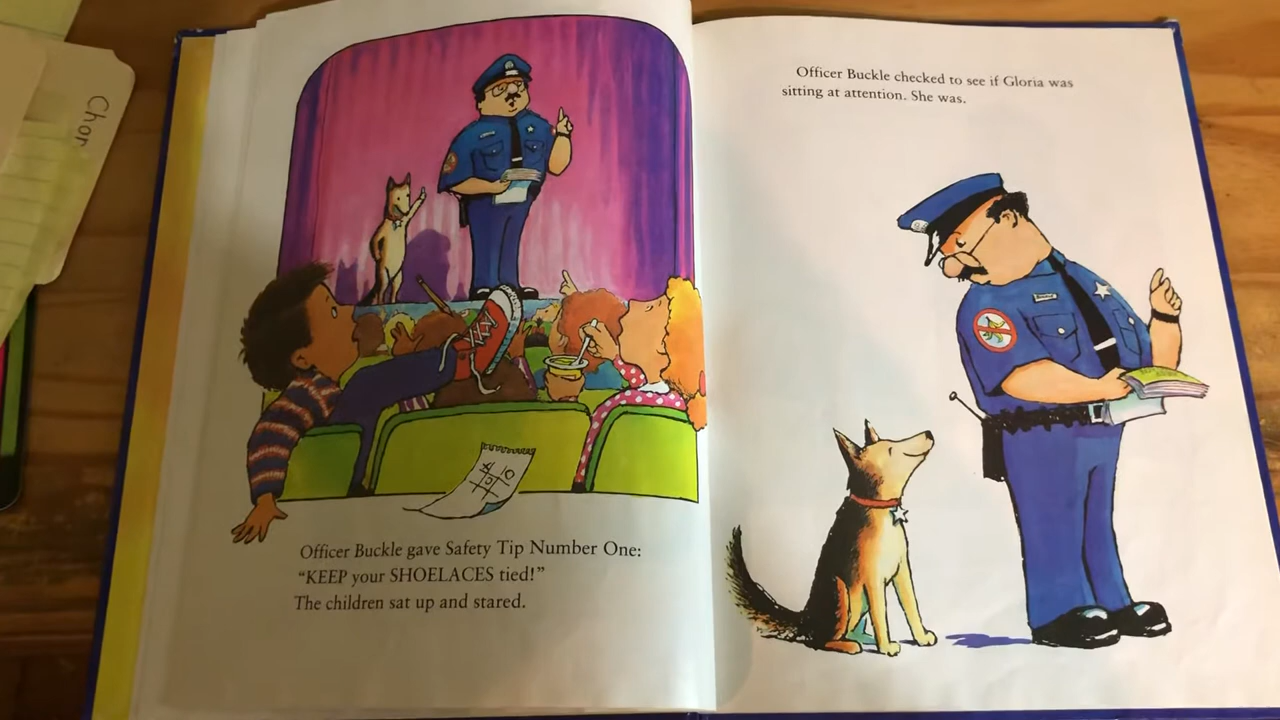 Chor
Officer Buckle gave Safety Tip Number One:
“KEEP your SHOELACES tied!”
The children sat up and stared.
Officer Buckle checked to see if Gloria was
sitting at attention. She was.